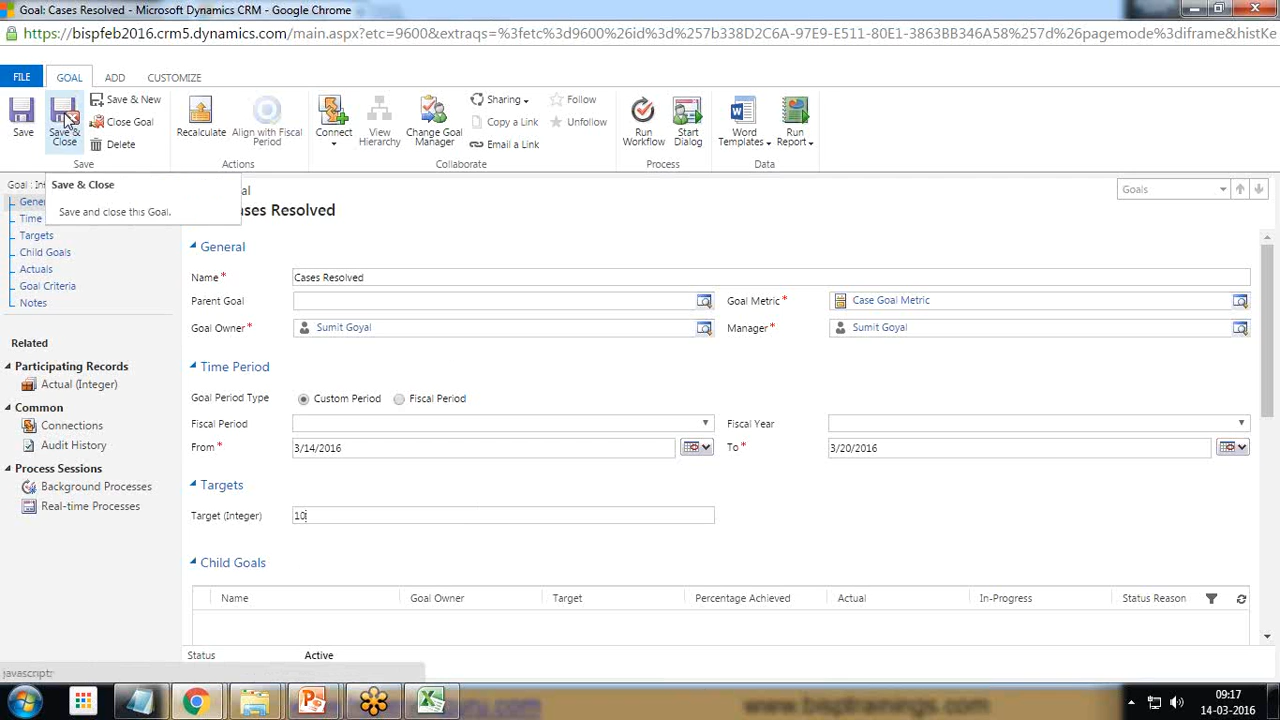 Goal: Cases Resolved - Microsoft Dynamics CRM - Google Chrome
https://bispfeb2016.crm5.dynamics.com/main.aspx?etc=9600&extraqs=%3fetc%3d9600%26id%3d%257b338D2C6A-97E9-E511-80E1-3863BB346A58%257d%26pagemode%3diframe&histKe
FILE GOAL ADD CUSTOMIZE
Save
Save & Close
Save & New
Close Goal
Delete
Save
Recalculate
Align with Fiscal Period
Actions
Connect
View Hierarchy
Change Goal Manager
Sharing
Copy a Link
Email a Link
Follow
Unfollow
Collaborate
Run Workflow
Start Dialog
Process
Word Templates
Run Report
Data
Save & Close
Save and close this Goal.
Goal :
Time
Targets
Child Goals
Actuals
Goal Criteria
Notes
Related
Participating Records
Actual (Integer)
Common
Connections
Audit History
Process Sessions
Background Processes
Real-time Processes
Goals
Resolved
General
Name* Cases Resolved
Parent Goal
Goal Metric* Case Goal Metric
Goal Owner* Sumit Goyal
Manager* Sumit Goyal
Time Period
Goal Period Type Custom Period Fiscal Period
Fiscal Period
Fiscal Year
From* 3/14/2016
To* 3/20/2016
Targets
Target (Integer) 10
Child Goals
Name Goal Owner Target Percentage Achieved Actual In-Progress Status Reason
Status Active
javascript:
www.bisptrainings.com
09:17
14-03-2016